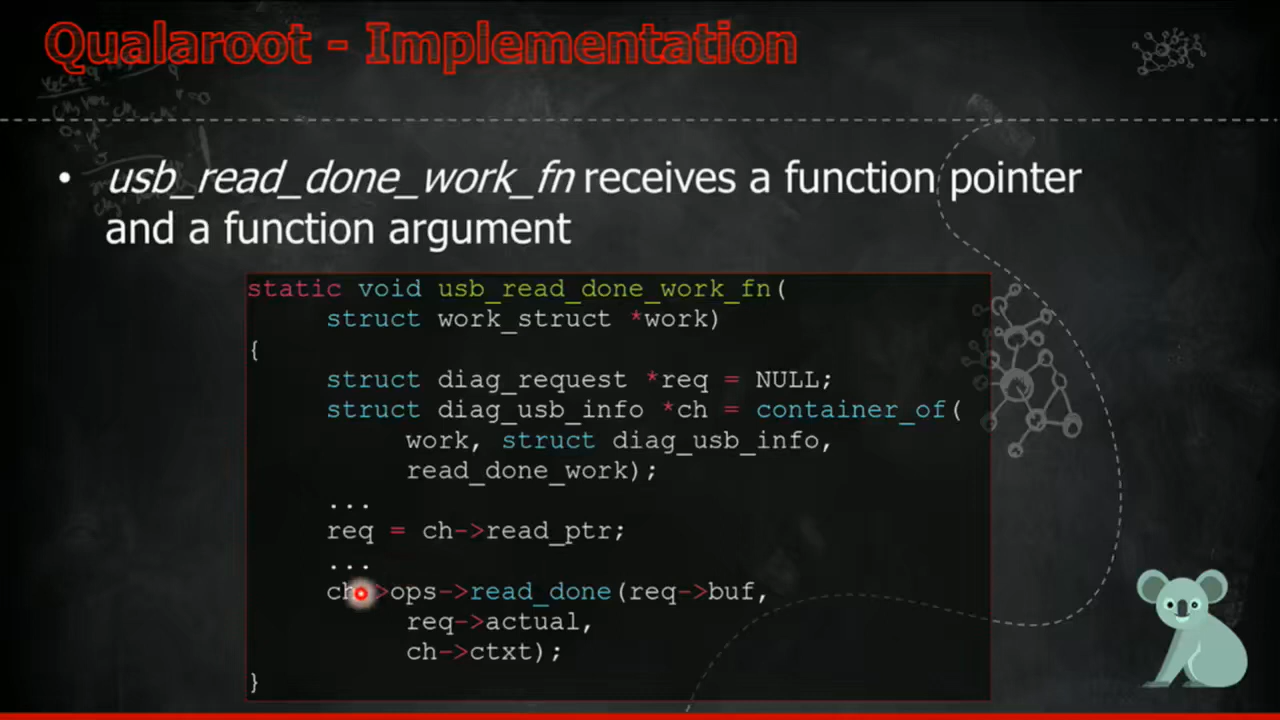 Qualaroot - Implementation
• usb_read_done_work_fn receives a function pointer
and a function argument
static void usb_read_done_work_fn(
struct work_struct *work)
{
struct diag_request *req = NULL;
struct diag_usb_info *ch = container_of(
work, struct diag_usb_info,
read_done_work);
...
req = ch->read_ptr;
...
ch->ops->read_done(req->buf,
req->actual,
ch->ctxt);
}